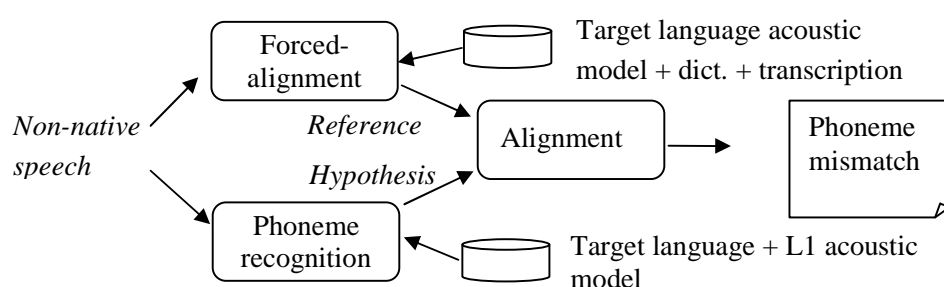 Forced-
alignment
Target language acoustic
model + dict. + transcription
Non-native
speech
Reference
Hypothesis
Alignment
Phoneme
mismatch
Phoneme
recognition
Target language + L1 acoustic
model